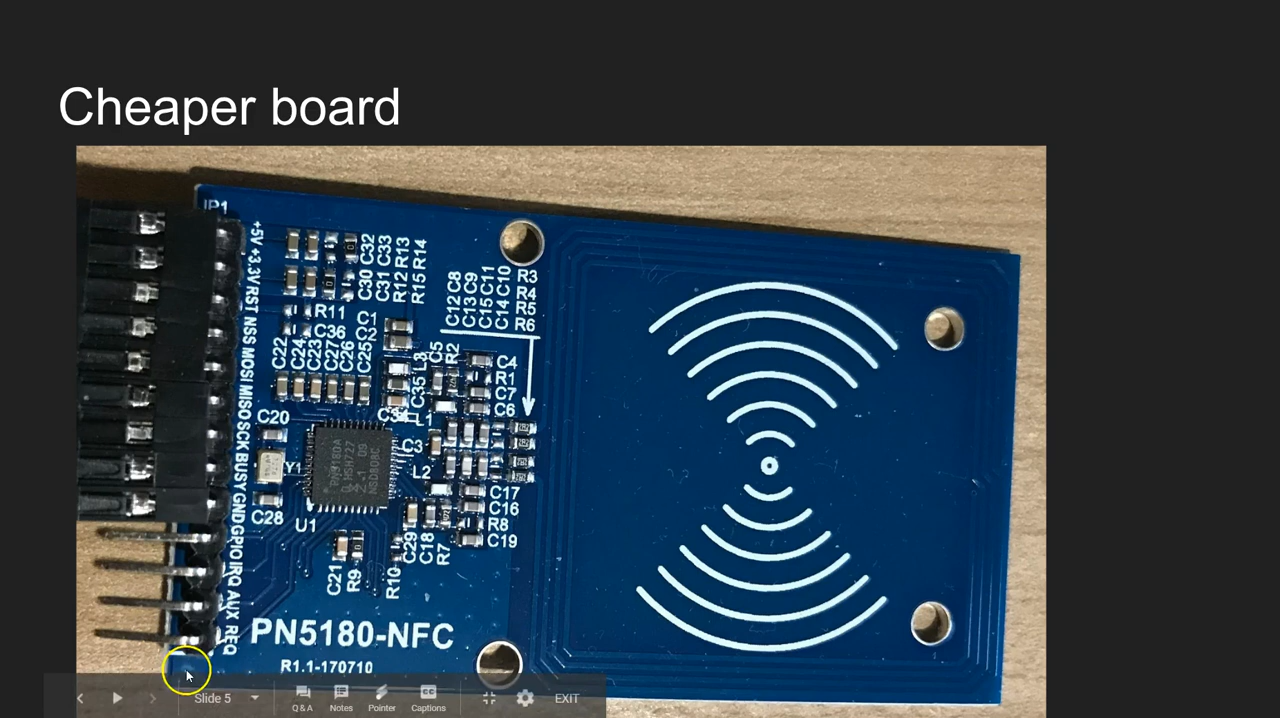 Cheaper board
JP1
+5V +3.3V RST NSS MOSI MISO SCK BUSY GND GPIO IRQ AUX REQ
C32
C33
R13
R14
C30
C31
R12
R15
R11
C36
C1
C2
C22
C24
C23
C27
C26
C25
C12 C8
C13 C9
C15 C11
C14 C10
R3
R4
R5
R6
L3
C5
R2
C35
C4
R1
C7
C6
L1
C3
L2
C20
Y1
C28
U1
PN5180A
C17
C16
R8
C19
C29
C18
R7
C21
R9
R10
PN5180-NFC
R1.1-170710
Slide 5
Q & A
Notes
Pointer
CC
Captions
EXIT